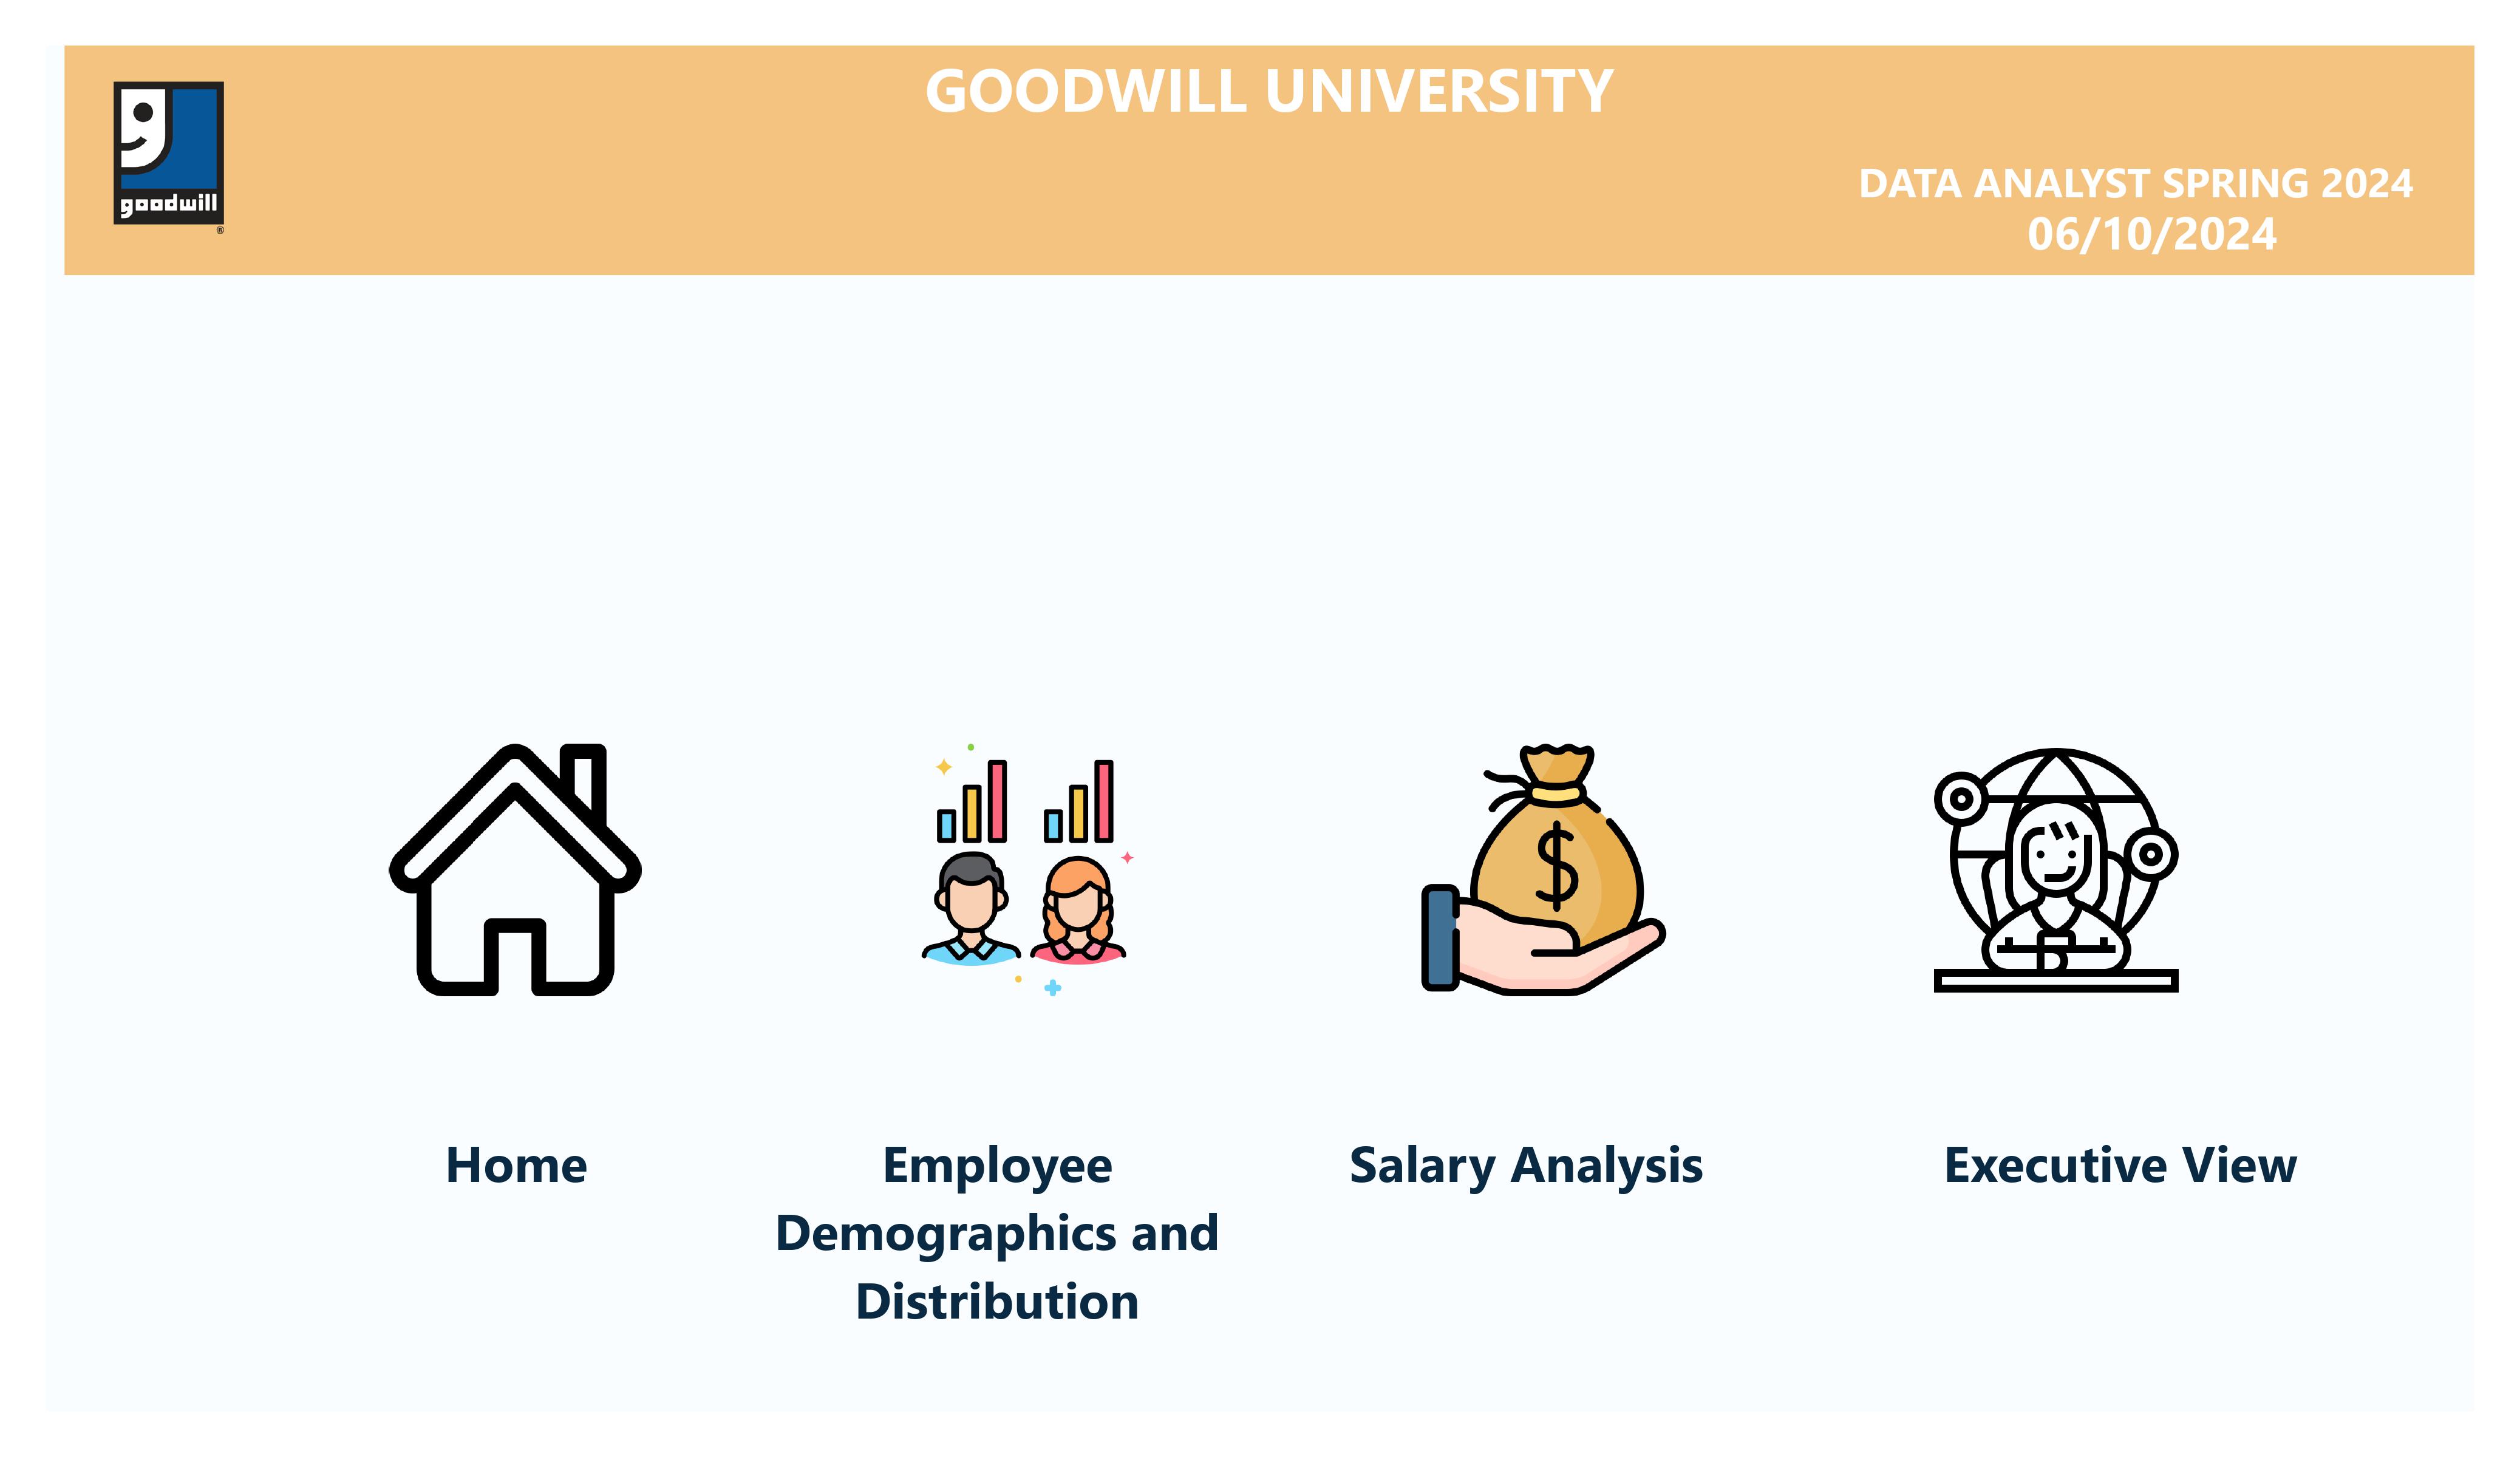 GOODWILL UNIVERSITY
goodwill
®
DATA ANALYST SPRING 2024
06/10/2024
$
Home
Employee
Demographics and
Distribution
Salary Analysis
Executive View